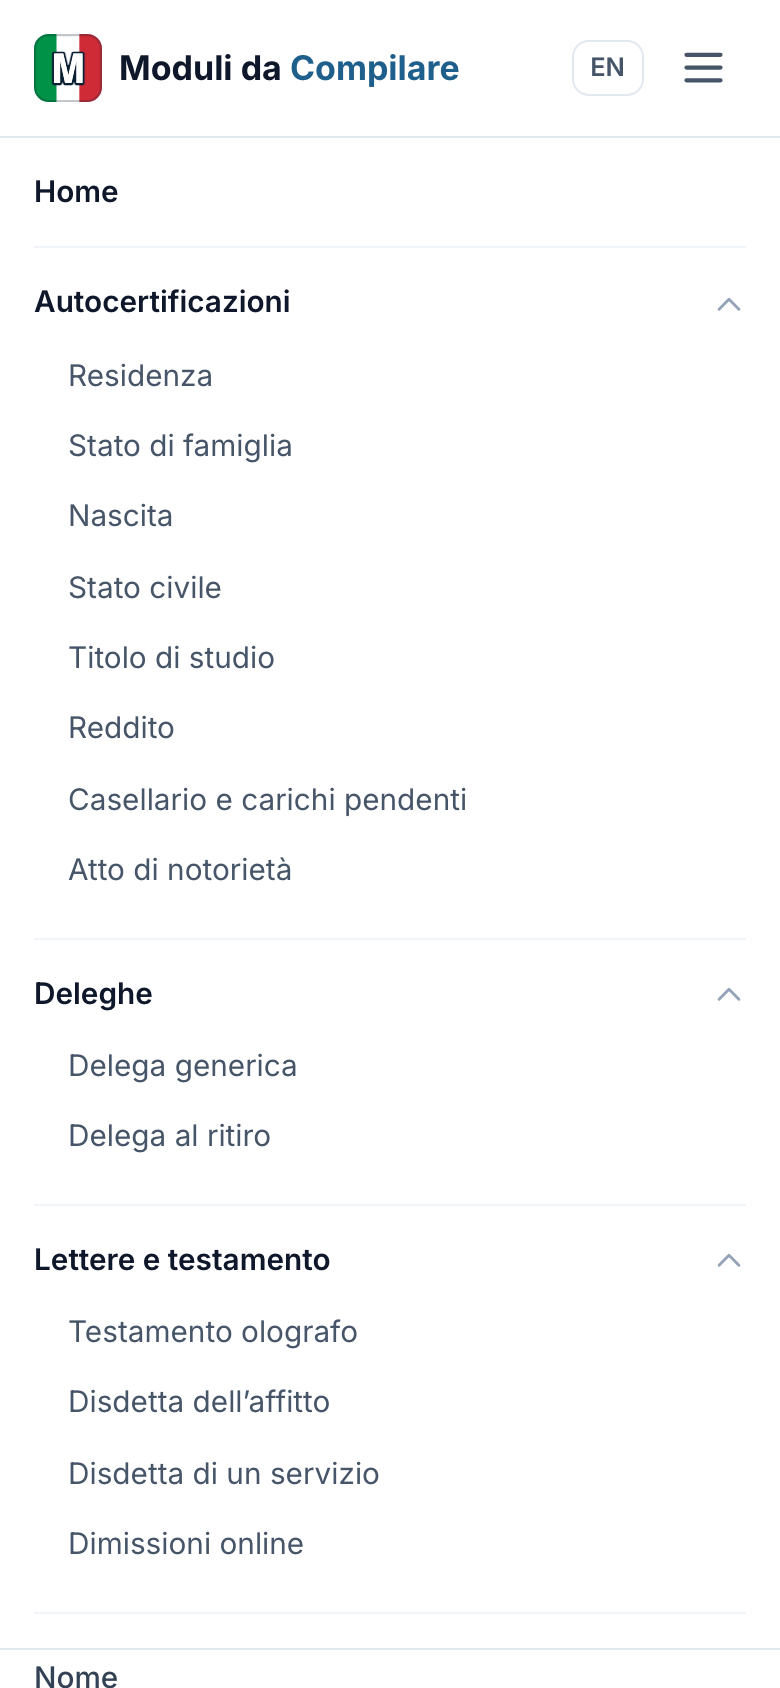 M Moduli da Compilare EN
Home
Autocertificazioni
Residenza
Stato di famiglia
Nascita
Stato civile
Titolo di studio
Reddito
Casellario e carichi pendenti
Atto di notorietà
Deleghe
Delega generica
Delega al ritiro
Lettere e testamento
Testamento olografo
Disdetta dell’affitto
Disdetta di un servizio
Dimissioni online
Nome